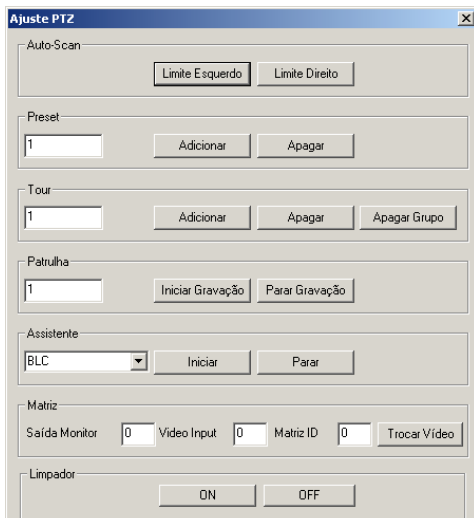 Ajuste PTZ
Auto-Scan
Limite Esquerdo Limite Direito
Preset
1 Adicionar Apagar
Tour
1 Adicionar Apagar Apagar Grupo
Patrulha
1 Iniciar Gravação Parar Gravação
Assistente
BLC Iniciar Parar
Matriz
Saída Monitor 0 Video Input 0 Matriz ID 0 Trocar Vídeo
Limpador
ON OFF